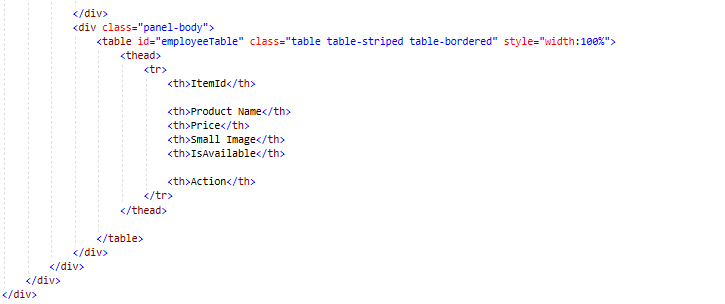 </div>
<div class="panel-body">
<table id="employeeTable" class="table table-striped table-bordered" style="width:100%">
<thead>
<tr>
<th>ItemId</th>
<th>Product Name</th>
<th>Price</th>
<th>Small Image</th>
<th>IsAvailable</th>
<th>Action</th>
</tr>
</thead>
</table>
</div>
</div>
</div>
</div>